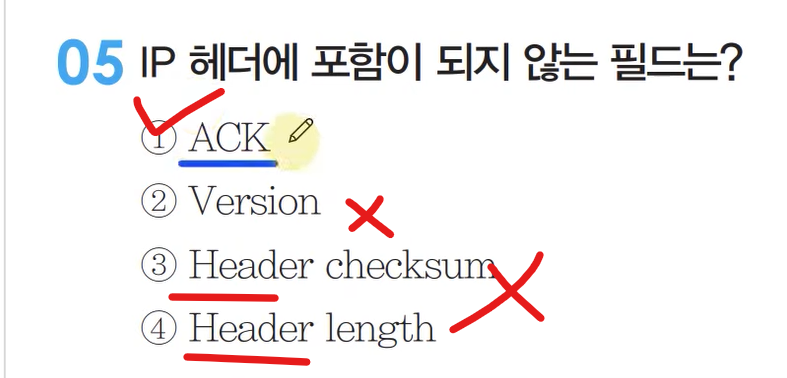 05 IP 헤더에 포함이 되지 않는 필드는?
① ACK
② Version
③ Header checksum
④ Header length